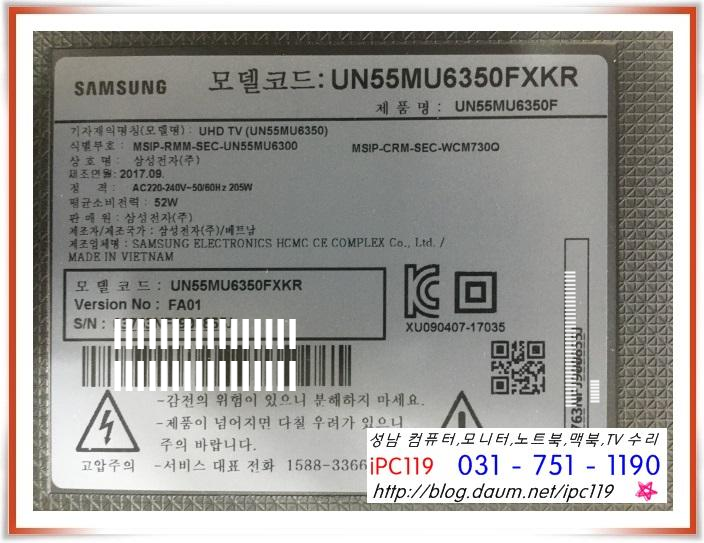 SAMSUNG 모델코드: UN55MU6350FXKR
제 품 명 : UN55MU6350F
기자재의명칭(모델명) : UHD TV (UN55MU6350)
식별부호 : MSIP-RMM-SEC-UN55MU6300 MSIP-CRM-SEC-WCM730Q
상 호 명 : 삼성전자(주)
제조연월: 2017.09.
정 격 : AC220-240V~50/60Hz 205W
평균소비전력 : 52W
판 매 원 : 삼성전자(주)
제조자/제조국가 : 삼성전자(주)/베트남
제조업체명 : SAMSUNG ELECTRONICS HCMC CE COMPLEX Co., Ltd. /
MADE IN VIETNAM
모 델 코 드 : UN55MU6350FXKR
Version No : FA01
S/N :
XU090407-17035
-감전의 위험이 있으니 분해하지 마세요.
-제품이 넘어지면 다칠 우려가 있으니
주의 바랍니다.
고압주의 -서비스 대표 전화 1588-3366
성남 컴퓨터,모니터,노트북,맥북,TV 수리
iPC119 031 - 751 - 1190
http://blog.daum.net/ipc119